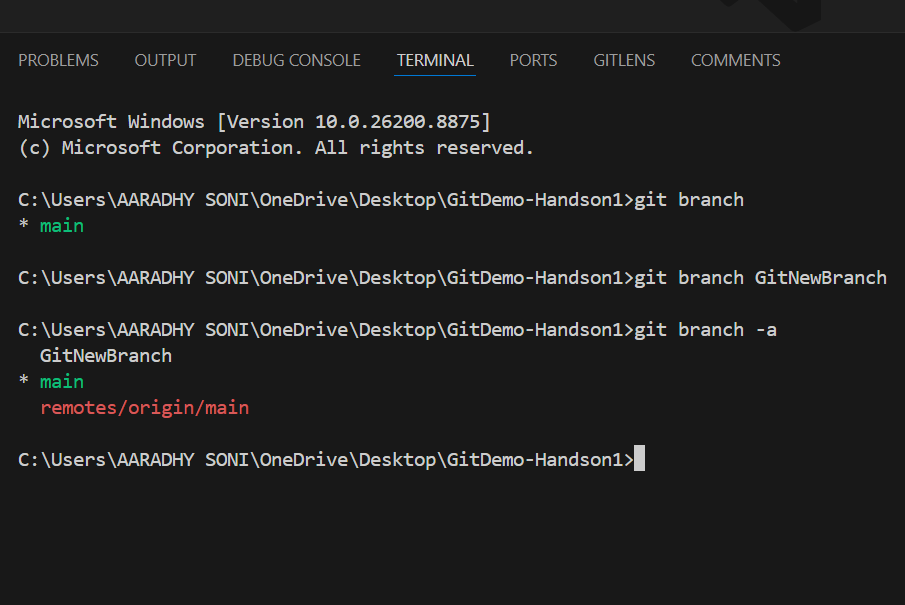 PROBLEMS OUTPUT DEBUG CONSOLE TERMINAL PORTS GITLENS COMMENTS
Microsoft Windows [Version 10.0.26200.8875]
(c) Microsoft Corporation. All rights reserved.
C:\Users\AARADHY SONI\OneDrive\Desktop\GitDemo-Handson1>git branch
* main
C:\Users\AARADHY SONI\OneDrive\Desktop\GitDemo-Handson1>git branch GitNewBranch
C:\Users\AARADHY SONI\OneDrive\Desktop\GitDemo-Handson1>git branch -a
  GitNewBranch
* main
  remotes/origin/main
C:\Users\AARADHY SONI\OneDrive\Desktop\GitDemo-Handson1>